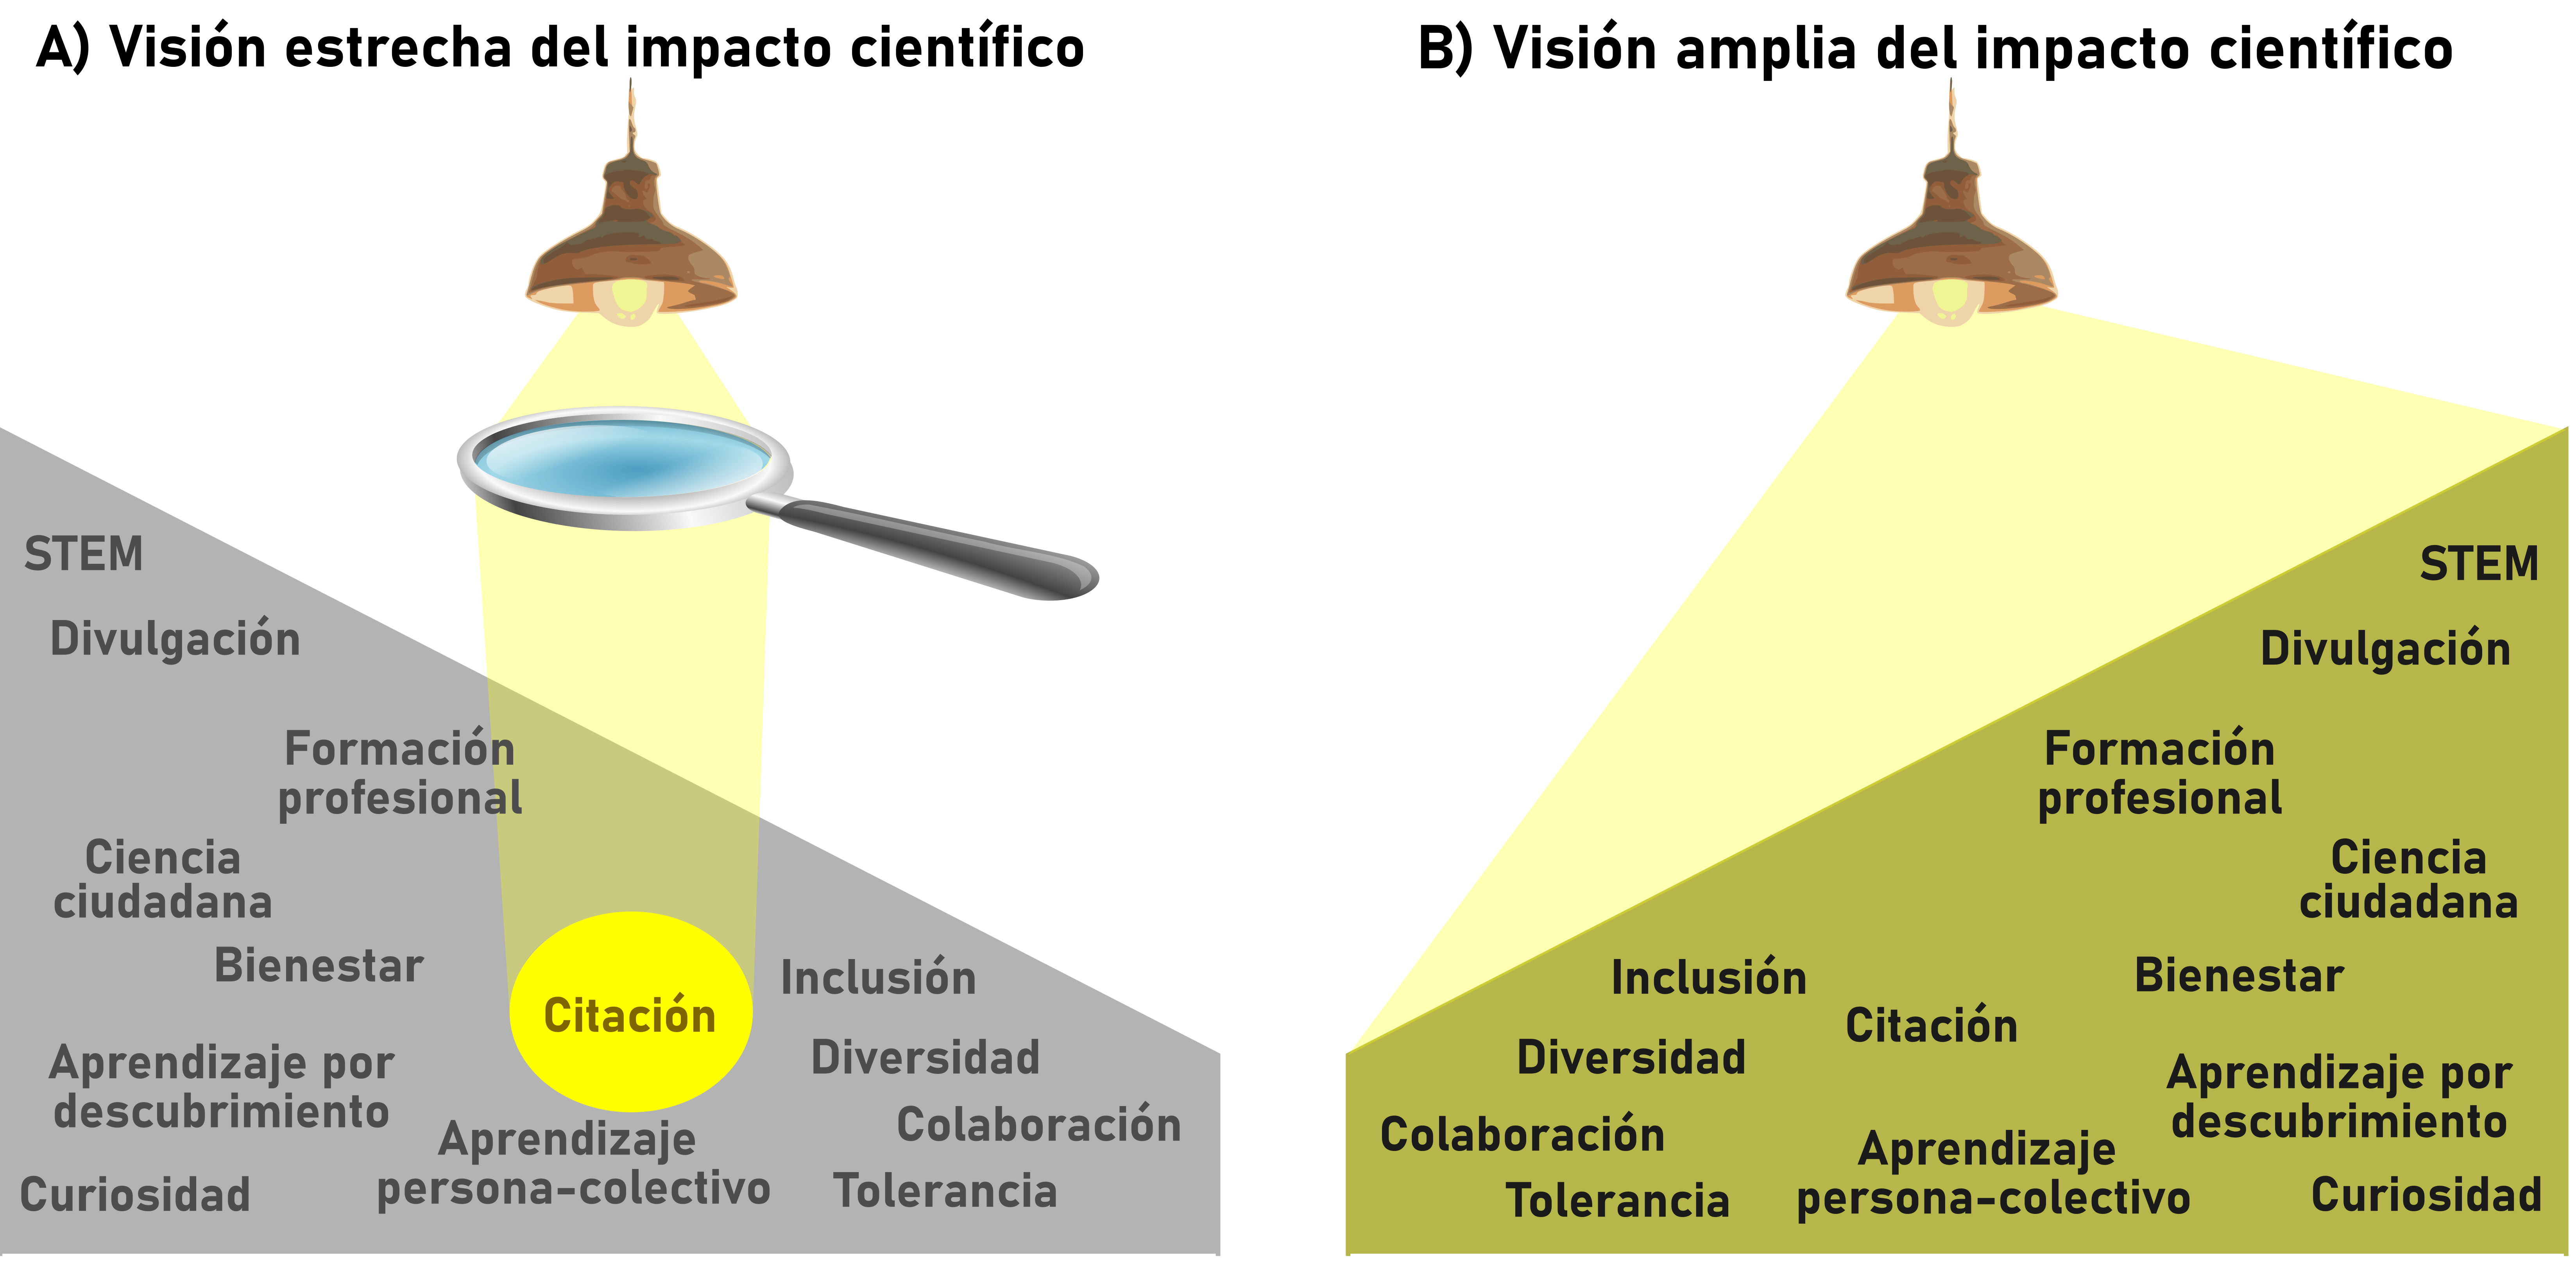 A) Visión estrecha del impacto científico
STEM
Divulgación
Formación
profesional
Ciencia
ciudadana
Bienestar
Citación
Inclusión
Aprendizaje por
descubrimiento
Diversidad
Aprendizaje
persona-colectivo
Colaboración
Curiosidad
Tolerancia
B) Visión amplia del impacto científico
STEM
Divulgación
Formación
profesional
Ciencia
ciudadana
Inclusión
Citación
Bienestar
Diversidad
Aprendizaje por
descubrimiento
Colaboración
Aprendizaje
persona-colectivo
Tolerancia
Curiosidad